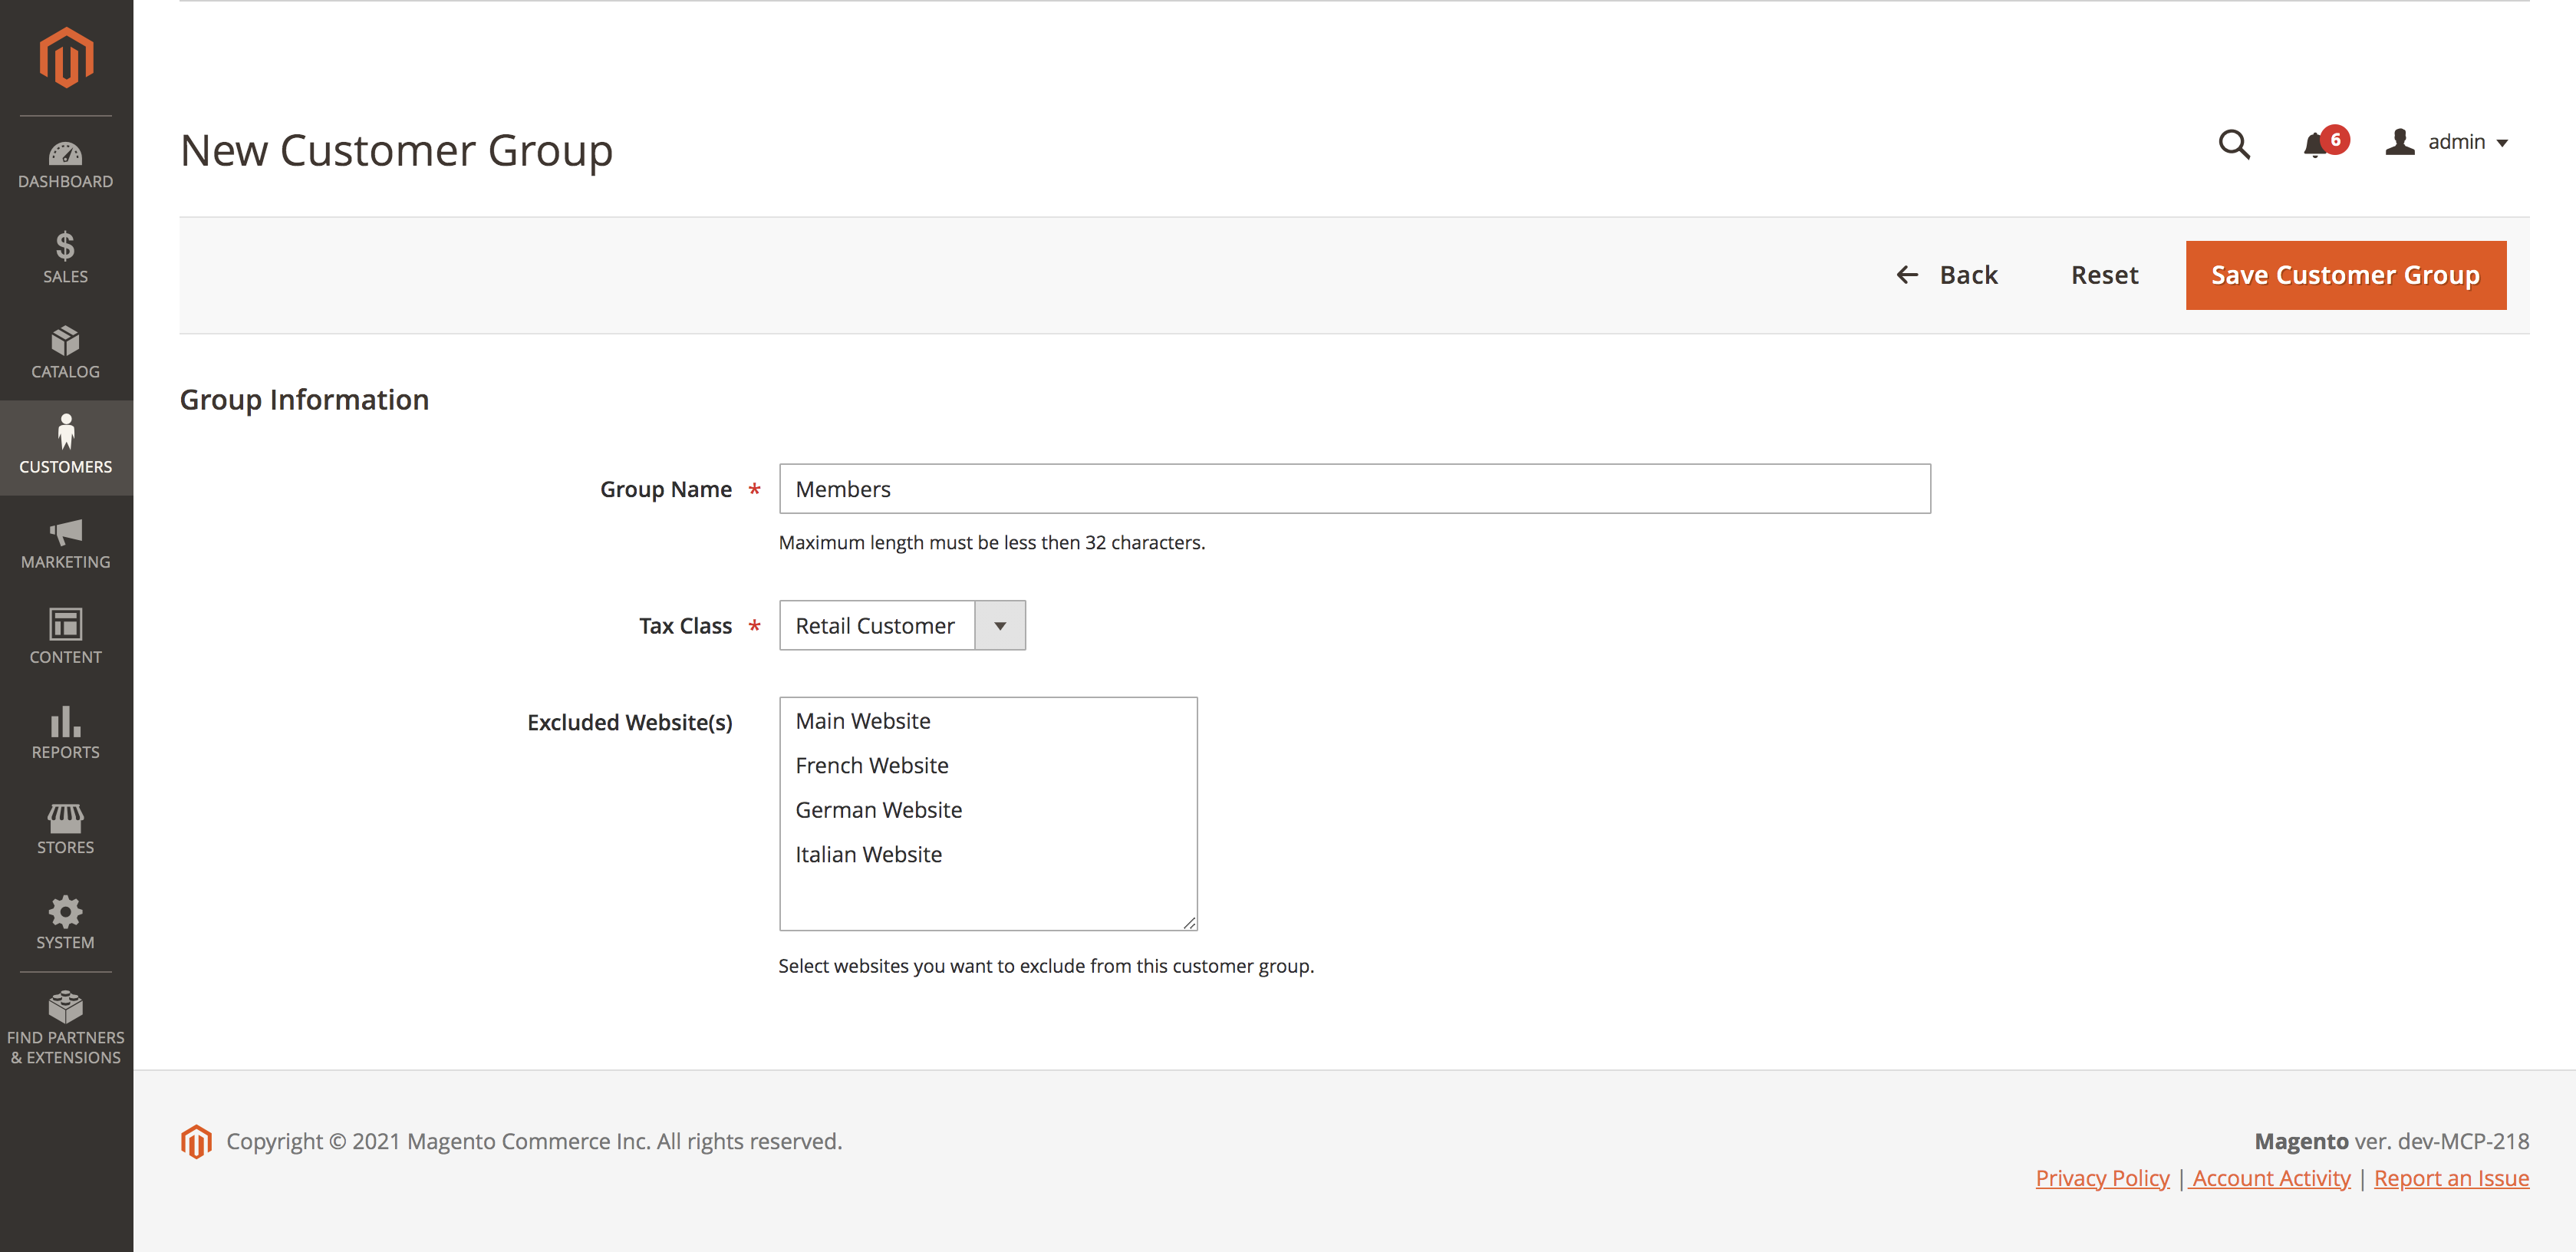 DASHBOARD
SALES
CATALOG
CUSTOMERS
MARKETING
CONTENT
REPORTS
STORES
SYSTEM
FIND PARTNERS
& EXTENSIONS
New Customer Group
6
admin
Back
Reset
Save Customer Group
Group Information
Group Name *
Members
Maximum length must be less then 32 characters.
Tax Class *
Retail Customer
Excluded Website(s)
Main Website
French Website
German Website
Italian Website
Select websites you want to exclude from this customer group.
Copyright © 2021 Magento Commerce Inc. All rights reserved.
Magento ver. dev-MCP-218
Privacy Policy | Account Activity | Report an Issue